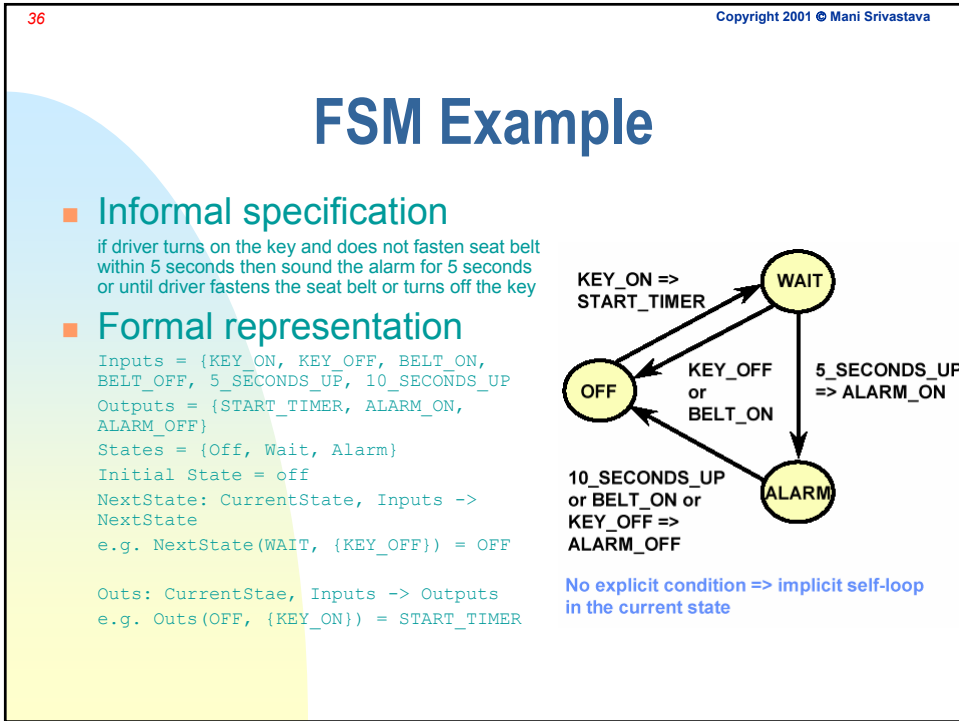 36
Copyright 2001 © Mani Srivastava
FSM Example
Informal specification
if driver turns on the key and does not fasten seat belt
within 5 seconds then sound the alarm for 5 seconds
or until driver fastens the seat belt or turns off the key
Formal representation
Inputs = {KEY_ON, KEY_OFF, BELT_ON,
BELT_OFF, 5_SECONDS_UP, 10_SECONDS_UP
Outputs = {START_TIMER, ALARM_ON,
ALARM_OFF}
States = {Off, Wait, Alarm}
Initial State = off
NextState: CurrentState, Inputs ->
NextState
e.g. NextState(WAIT, {KEY_OFF}) = OFF
Outs: CurrentStae, Inputs -> Outputs
e.g. Outs(OFF, {KEY_ON}) = START_TIMER
KEY_ON =>
START_TIMER
WAIT
KEY_OFF
or
BELT_ON
5_SECONDS_UP
=> ALARM_ON
OFF
10_SECONDS_UP
or BELT_ON or
KEY_OFF =>
ALARM_OFF
ALARM
No explicit condition => implicit self-loop
in the current state